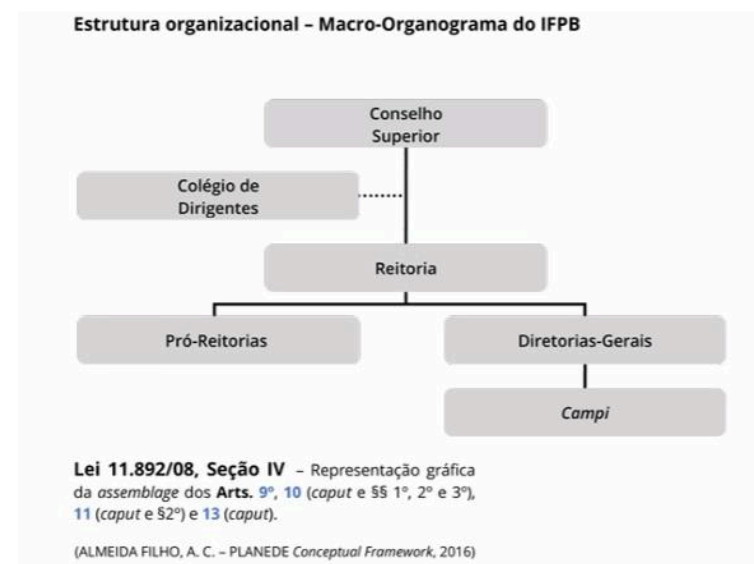 Estrutura organizacional – Macro-Organograma do IFPB
Conselho
Superior
Colégio de
Dirigentes
Reitoria
Pró-Reitorias
Diretorias-Gerais
Campi
Lei 11.892/08, Seção IV – Representação gráfica
da assemblage dos Arts. 9º, 10 (caput e §§ 1º, 2º e 3º),
11 (caput e §2º) e 13 (caput).
(ALMEIDA FILHO, A. C. – PLANEDE Conceptual Framework, 2016)